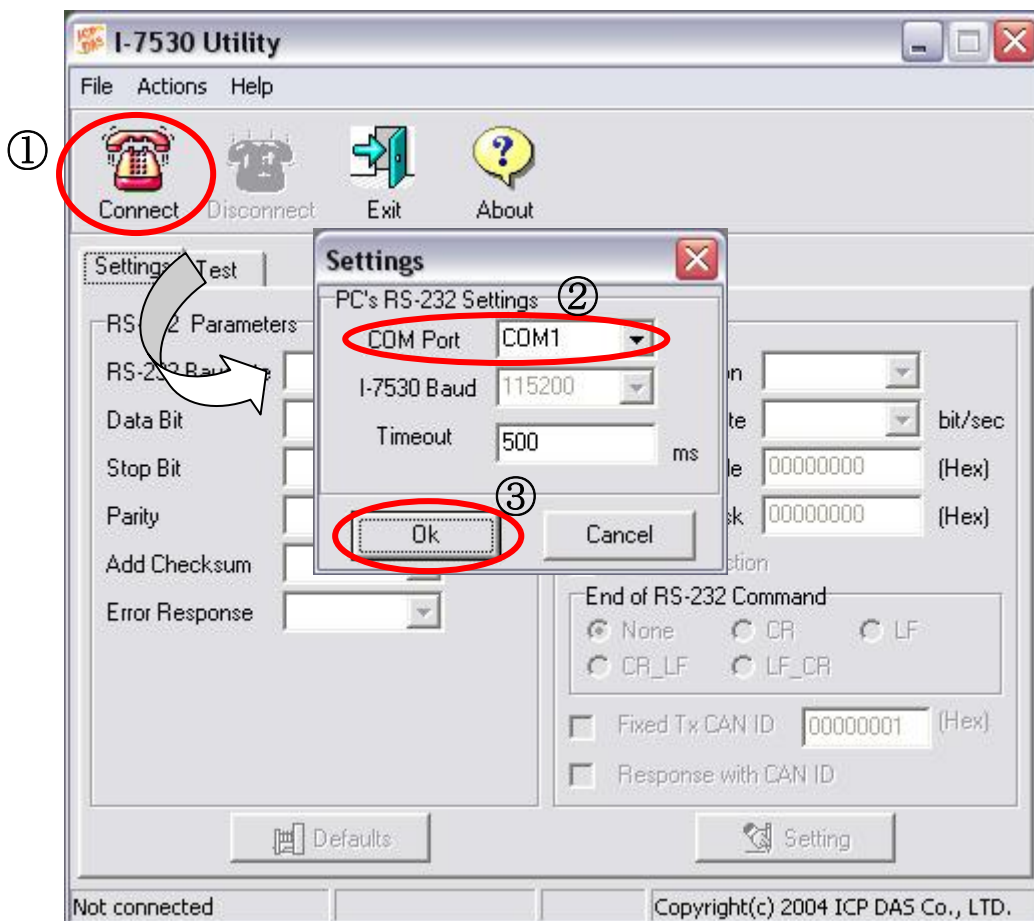 ICP DAS I-7530 Utility
File Actions Help
①
Connect Disconnect Exit About
Settings Test
Settings
PC's RS-232 Settings ②
COM Port COM1
I-7530 Baud 115200
Timeout 500 ms
③
Ok Cancel
Parameters
Data Bit
Stop Bit
Parity
Add Checksum
Error Response
bit/sec
00000000 (Hex)
00000000 (Hex)
End of RS-232 Command
None CR LF
CR_LF LF_CR
Fixed Tx CAN ID 00000001 (Hex)
Response with CAN ID
Defaults Setting
Not connected Copyright(c) 2004 ICP DAS Co., LTD.